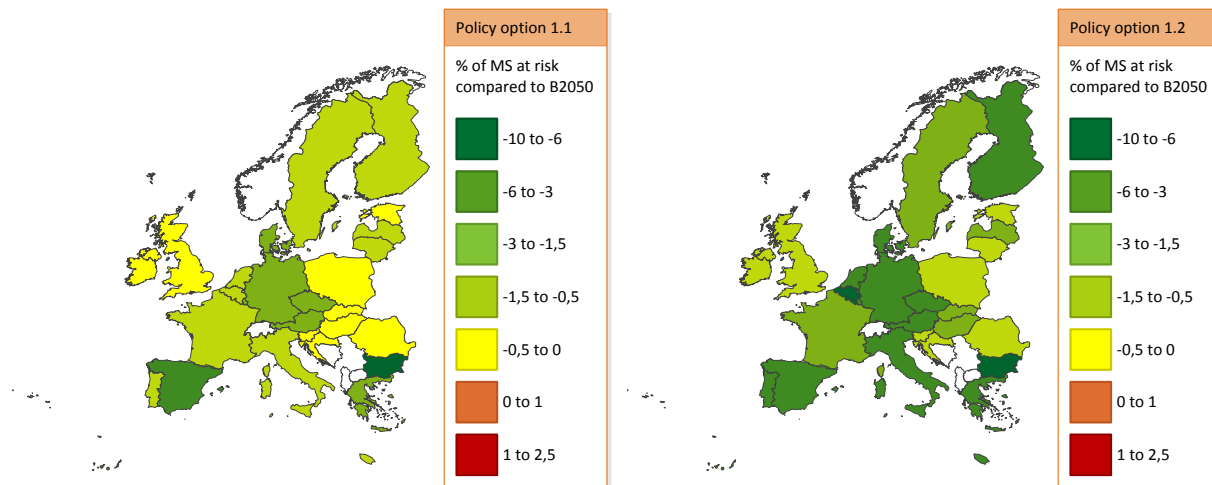 Policy option 1.1
% of MS at risk
compared to B2050
-10 to -6
-6 to -3
-3 to -1,5
-1,5 to -0,5
-0,5 to 0
0 to 1
1 to 2,5
Policy option 1.2
% of MS at risk
compared to B2050
-10 to -6
-6 to -3
-3 to -1,5
-1,5 to -0,5
-0,5 to 0
0 to 1
1 to 2,5